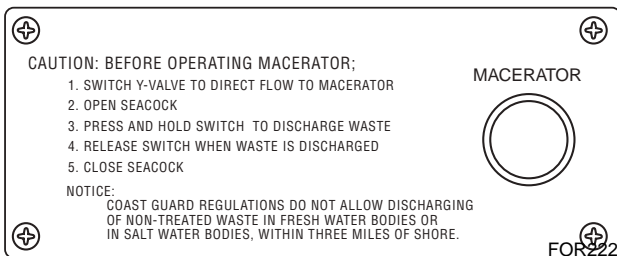 CAUTION: BEFORE OPERATING MACERATOR;
1. SWITCH Y-VALVE TO DIRECT FLOW TO MACERATOR
2. OPEN SEACOCK
3. PRESS AND HOLD SWITCH TO DISCHARGE WASTE
4. RELEASE SWITCH WHEN WASTE IS DISCHARGED
5. CLOSE SEACOCK
NOTICE:
COAST GUARD REGULATIONS DO NOT ALLOW DISCHARGING
OF NON-TREATED WASTE IN FRESH WATER BODIES OR
IN SALT WATER BODIES, WITHIN THREE MILES OF SHORE.
MACERATOR
FOR222